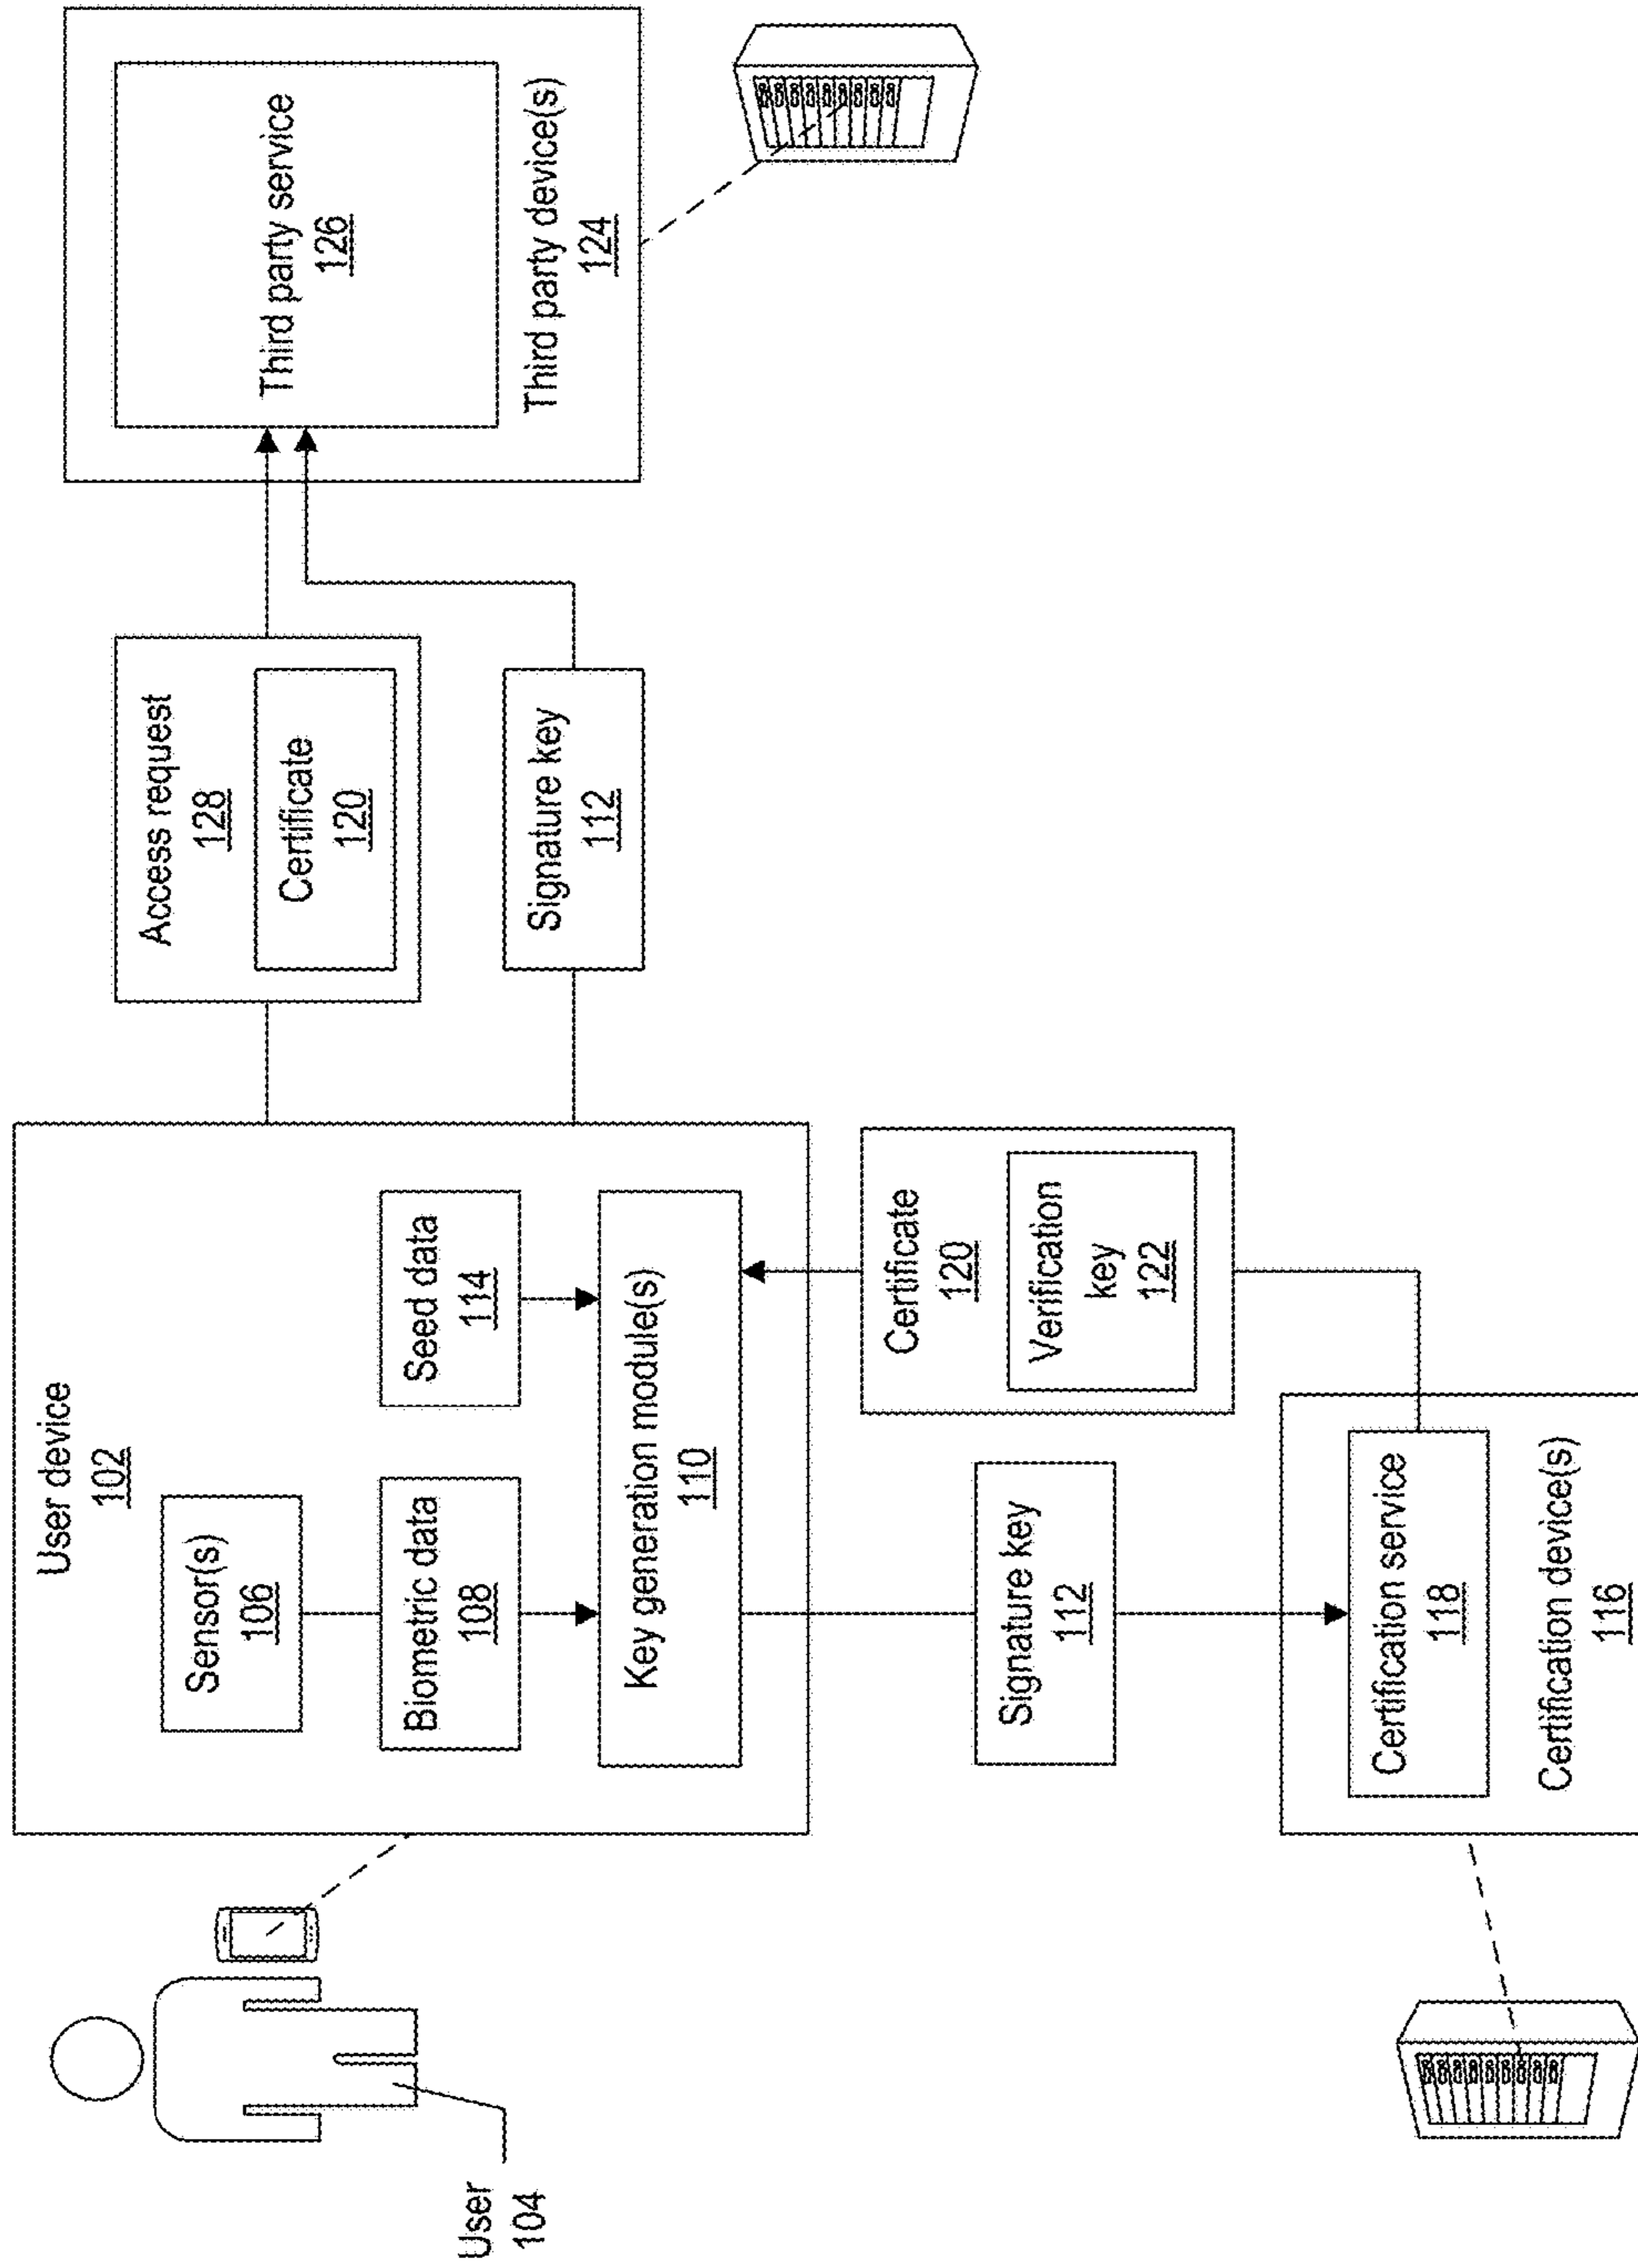 User
104
User device
102
Sensor(s)
106
Biometric data
108
Seed data
114
Key generation module(s)
110
Signature key
112
Certificate
120
Verification
key
122
Certification service
118
Certification device(s)
116
Access request
128
Certificate
120
Signature key
112
Third party service
126
Third party device(s)
124